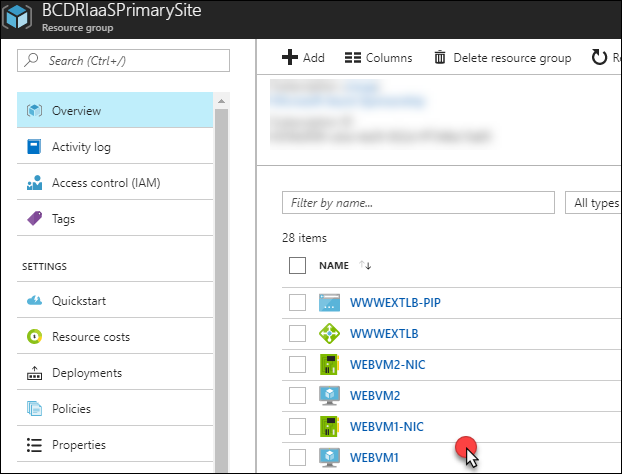 BCDRIaaSPrimarySite
Resource group
Search (Ctrl+/)
Overview
Activity log
Access control (IAM)
Tags
SETTINGS
Quickstart
Resource costs
Deployments
Policies
Properties
Add Columns Delete resource group
Filter by name... All types
28 items
NAME
WWWEXTLB-PIP
WWWEXTLB
WEBVM2-NIC
WEBVM2
WEBVM1-NIC
WEBVM1